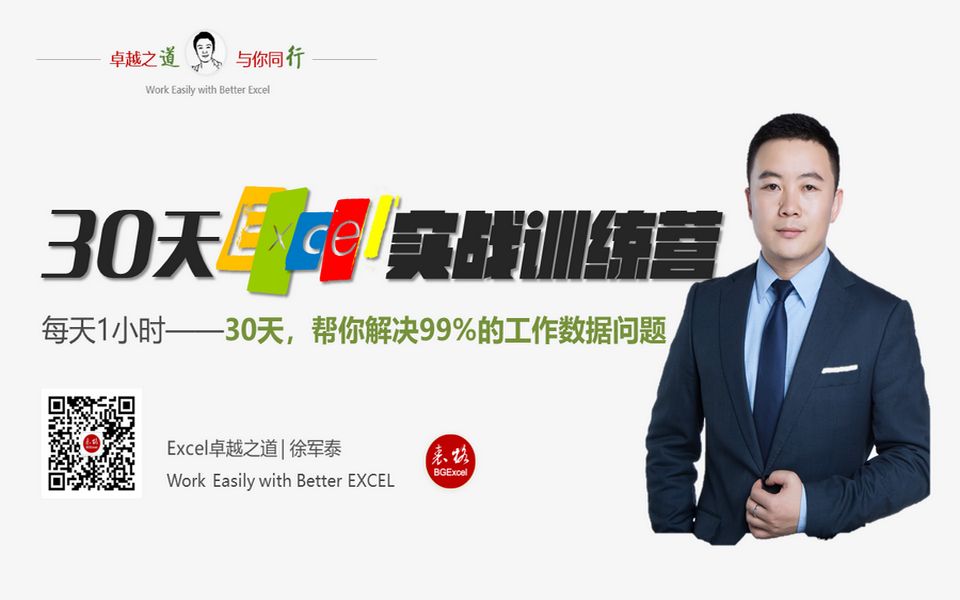 卓越之道 与你同行
Work Easily with Better Excel
30天Excel实战训练营
每天1小时——30天，帮你解决99%的工作数据问题
Excel卓越之道|徐军泰
Work Easily with Better EXCEL
表格
BGExcel